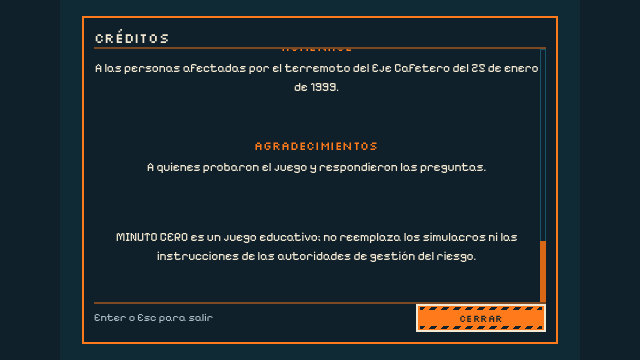 CRÉDITOS
HOMENAJE
A las personas afectadas por el terremoto del Eje Cafetero del 25 de enero
de 1999.
AGRADECIMIENTOS
A quienes probaron el juego y respondieron las preguntas.
MINUTO CERO es un juego educativo: no reemplaza los simulacros ni las
instrucciones de las autoridades de gestión del riesgo.
Enter o Esc para salir
CERRAR